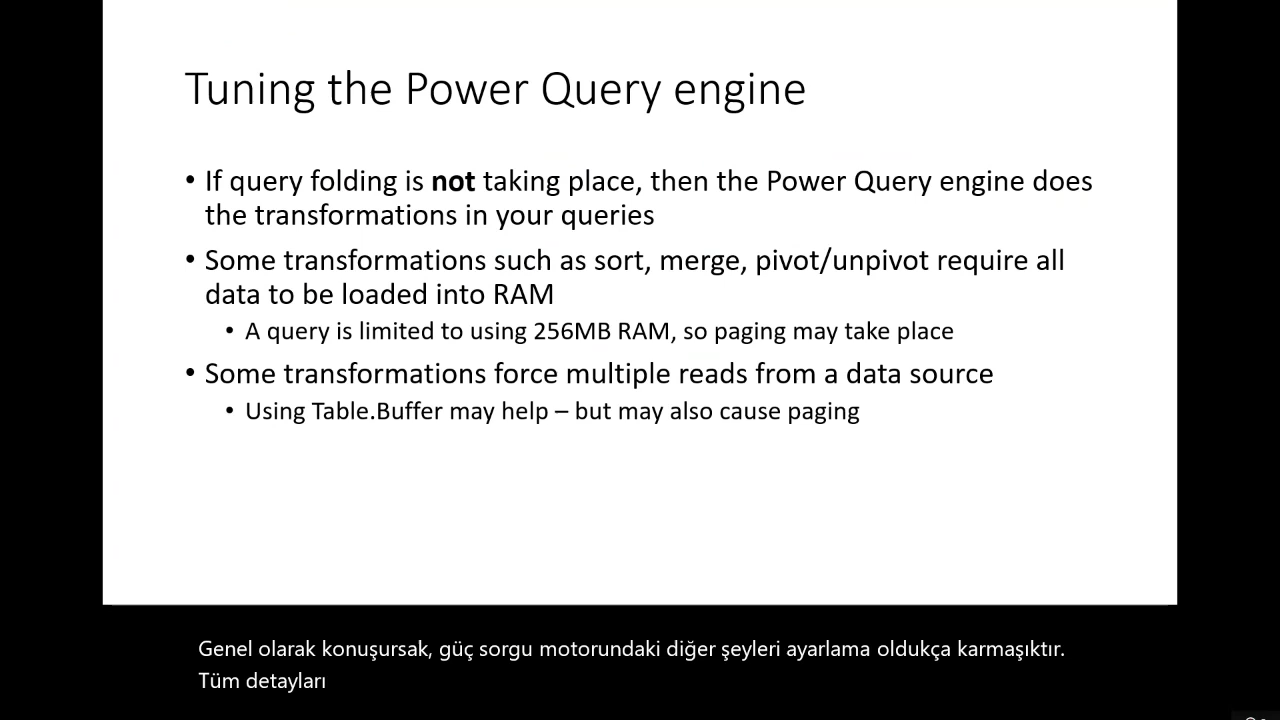 Tuning the Power Query engine
• If query folding is not taking place, then the Power Query engine does
the transformations in your queries
• Some transformations such as sort, merge, pivot/unpivot require all
data to be loaded into RAM
• A query is limited to using 256MB RAM, so paging may take place
• Some transformations force multiple reads from a data source
• Using Table.Buffer may help – but may also cause paging
Genel olarak konuşursak, güç sorgu motorundaki diğer şeyleri ayarlama oldukça karmaşıktır.
Tüm detayları